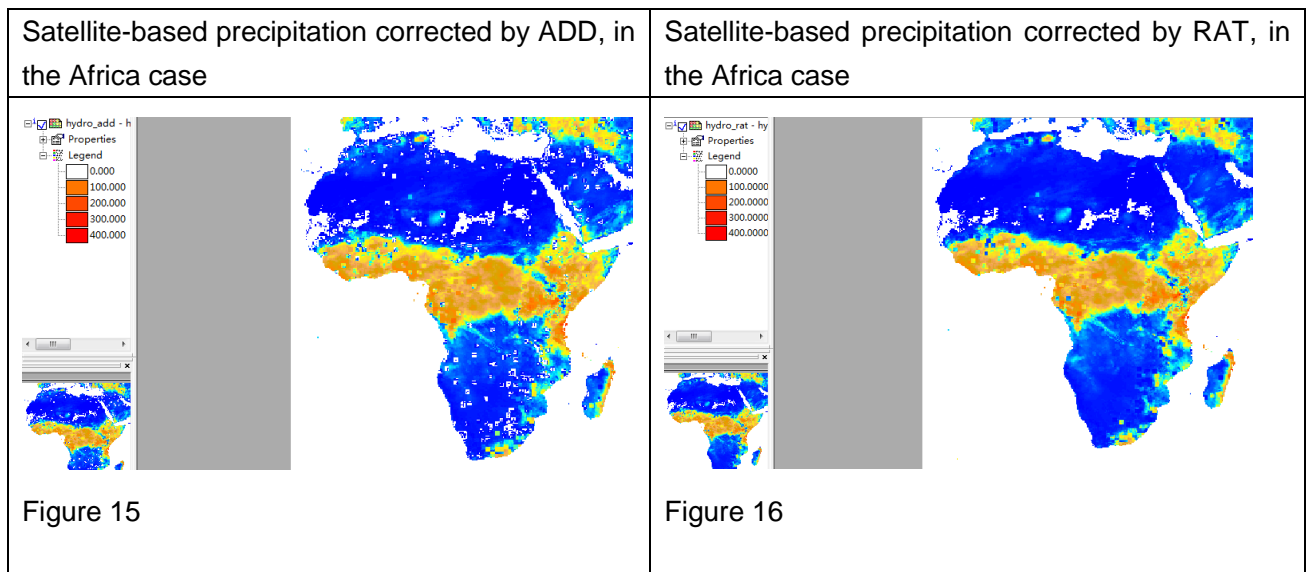 Satellite-based precipitation corrected by ADD, in
the Africa case
Satellite-based precipitation corrected by RAT, in
the Africa case
hydro_add - h
Properties
Legend
0.000
100.000
200.000
300.000
400.000
hydro_rat - hy
Properties
Legend
0.0000
100.0000
200.0000
300.0000
400.0000
Figure 15
Figure 16